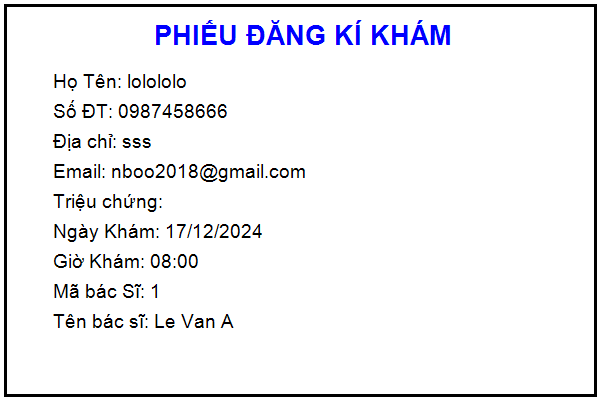 PHIẾU ĐĂNG KÍ KHÁM
Họ Tên: lolololo
Số ĐT: 0987458666
Địa chỉ: sss
Email: nboo2018@gmail.com
Triệu chứng:
Ngày Khám: 17/12/2024
Giờ Khám: 08:00
Mã bác Sĩ: 1
Tên bác sĩ: Le Van A